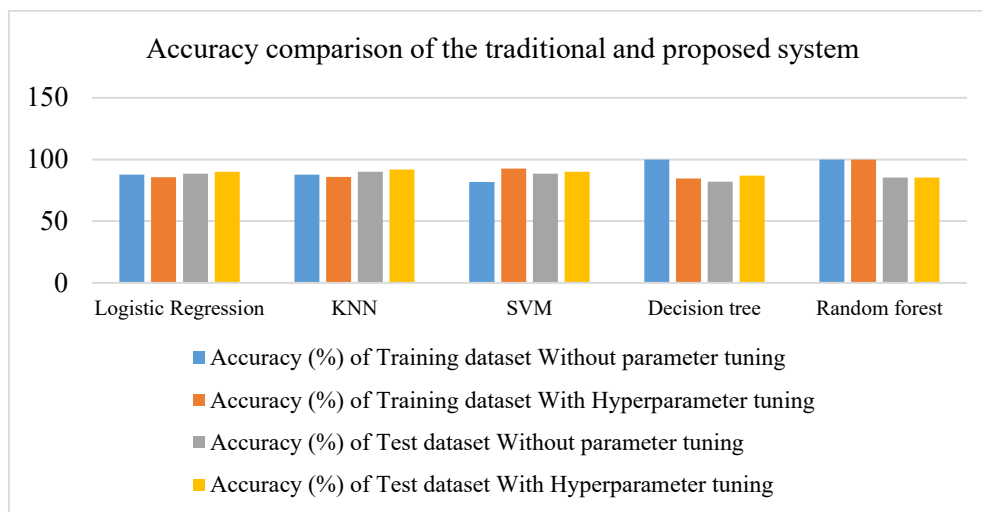 Accuracy comparison of the traditional and proposed system
150
100
50
0
Logistic Regression KNN SVM Decision tree Random forest
Accuracy (%) of Training dataset Without parameter tuning
Accuracy (%) of Training dataset With Hyperparameter tuning
Accuracy (%) of Test dataset Without parameter tuning
Accuracy (%) of Test dataset With Hyperparameter tuning